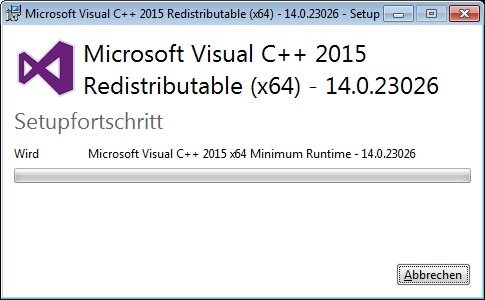 Microsoft Visual C++ 2015 Redistributable (x64) - 14.0.23026 - Setup
Microsoft Visual C++ 2015
Redistributable (x64) - 14.0.23026
Setupfortschritt
Wird Microsoft Visual C++ 2015 x64 Minimum Runtime - 14.0.23026
Abbrechen